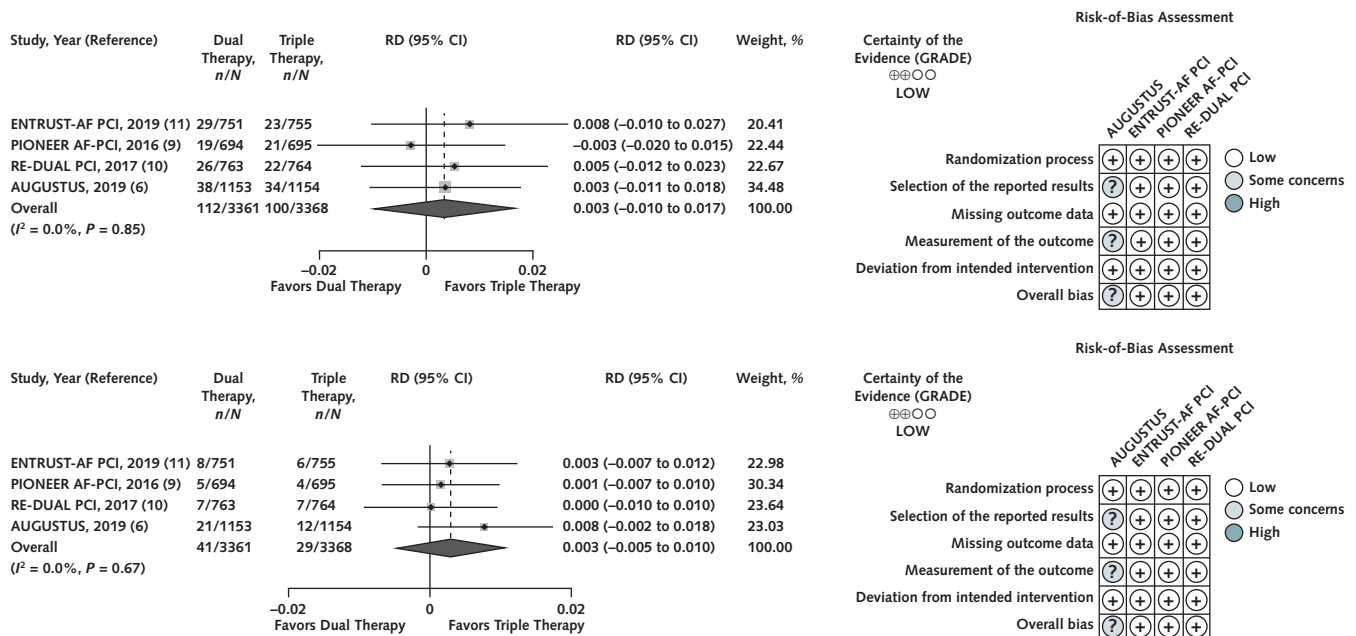 Risk-of-Bias Assessment
Study, Year (Reference) Dual Therapy, n/N Triple Therapy, n/N RD (95% CI) RD (95% CI) Weight, % Certainty of the Evidence (GRADE)
⊕⊕○○
LOW
AUGUSTUS ENTRUST-AF PCI PIONEER AF-PCI RE-DUAL PCI
ENTRUST-AF PCI, 2019 (11) 29/751 23/755 0.008 (–0.010 to 0.027) 20.41
PIONEER AF-PCI, 2016 (9) 19/694 21/695 –0.003 (–0.020 to 0.015) 22.44
RE-DUAL PCI, 2017 (10) 26/763 22/764 0.005 (–0.012 to 0.023) 22.67
AUGUSTUS, 2019 (6) 38/1153 34/1154 0.003 (–0.011 to 0.018) 34.48
Overall 112/3361 100/3368 0.003 (–0.010 to 0.017) 100.00
(I² = 0.0%, P = 0.85)
–0.02 0 0.02
Favors Dual Therapy Favors Triple Therapy
Randomization process + + + +
Selection of the reported results ? + + +
Missing outcome data + + + +
Measurement of the outcome ? + + +
Deviation from intended intervention + + + +
Overall bias ? + + +
Low
Some concerns
High
Risk-of-Bias Assessment
Study, Year (Reference) Dual Therapy, n/N Triple Therapy, n/N RD (95% CI) RD (95% CI) Weight, % Certainty of the Evidence (GRADE)
⊕⊕○○
LOW
AUGUSTUS ENTRUST-AF PCI PIONEER AF-PCI RE-DUAL PCI
ENTRUST-AF PCI, 2019 (11) 8/751 6/755 0.003 (–0.007 to 0.012) 22.98
PIONEER AF-PCI, 2016 (9) 5/694 4/695 0.001 (–0.007 to 0.010) 30.34
RE-DUAL PCI, 2017 (10) 7/763 7/764 0.000 (–0.010 to 0.010) 23.64
AUGUSTUS, 2019 (6) 21/1153 12/1154 0.008 (–0.002 to 0.018) 23.03
Overall 41/3361 29/3368 0.003 (–0.005 to 0.010) 100.00
(I² = 0.0%, P = 0.67)
–0.02 0 0.02
Favors Dual Therapy Favors Triple Therapy
Randomization process + + + +
Selection of the reported results ? + + +
Missing outcome data + + + +
Measurement of the outcome ? + + +
Deviation from intended intervention + + + +
Overall bias ? + + +
Low
Some concerns
High